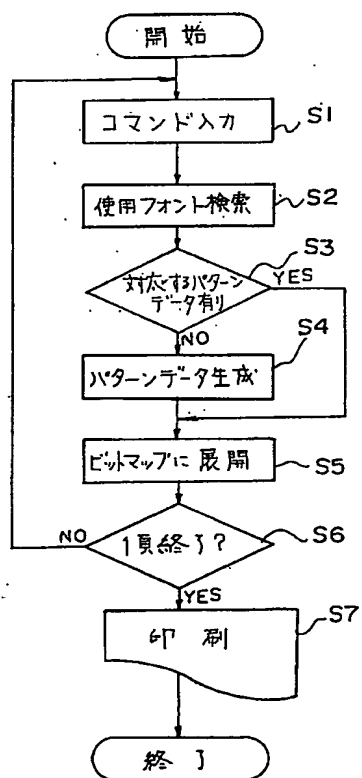 開始
コマンド入力 S1
使用フォント検索 S2
S3
対応するパターン
データ有り YES
NO S4
パターンデータ生成
ビットマップに展開 S5
NO 1頁終了? S6
YES
S7
印刷
終了